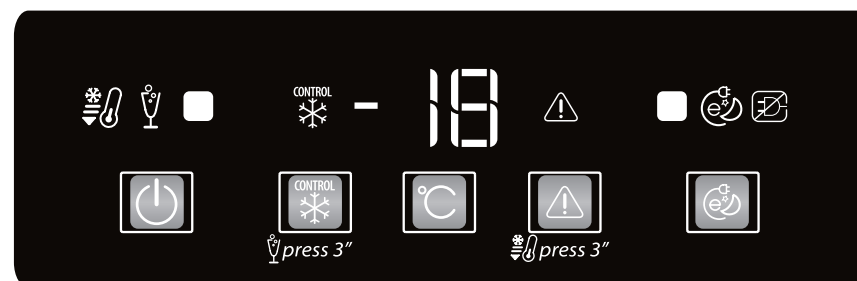 CONTROL
- 18
CONTROL
°C
press 3"
press 3"